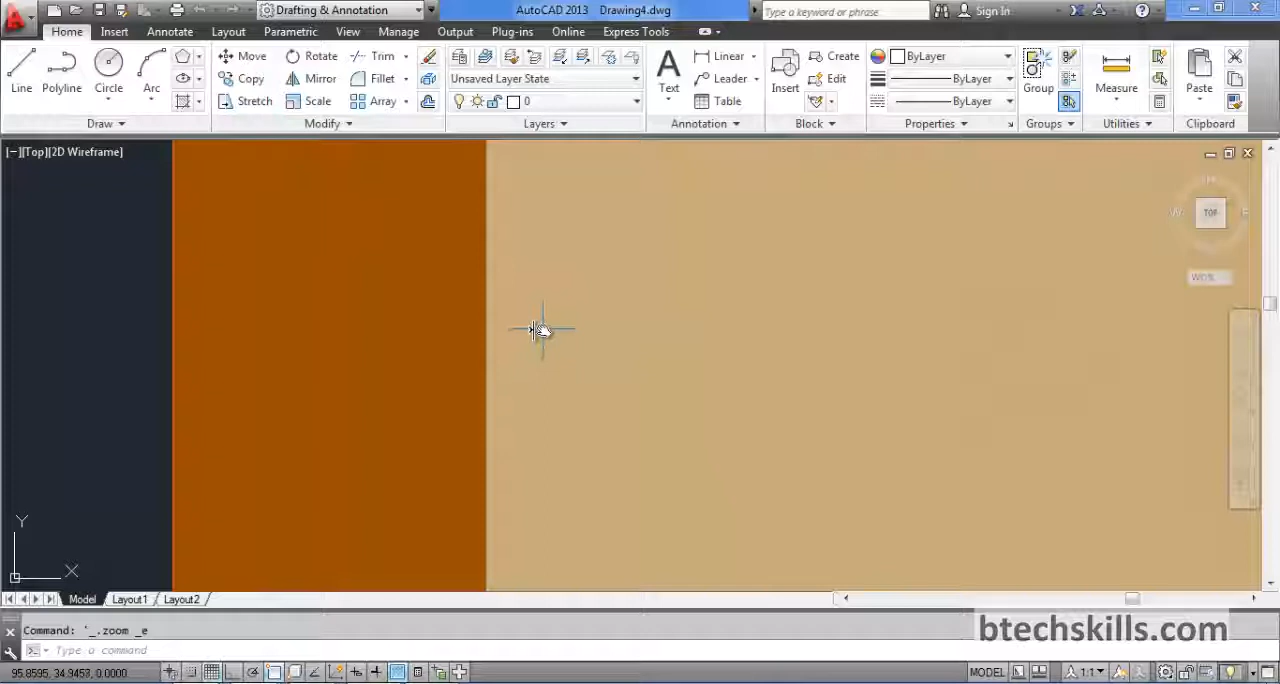 Drafting & Annotation
AutoCAD 2013 Drawing4.dwg
Type a keyword or phrase
Sign In
Home Insert Annotate Layout Parametric View Manage Output Plug-ins Online Express Tools
Line Polyline Circle Arc
Move Rotate Trim
Copy Mirror Fillet
Stretch Scale Array
Unsaved Layer State
0
Text
Linear
Leader
Table
Insert
Create
Edit
ByLayer
ByLayer
ByLayer
Group
Measure
Paste
Draw Modify Layers Annotation Block Properties Groups Utilities Clipboard
[−][Top][2D Wireframe]
TOP
Y
X
Model Layout1 Layout2
Command: '_.zoom _e
Type a command
btechskills.com
95.8595, 34.9453, 0.0000
MODEL
1:1